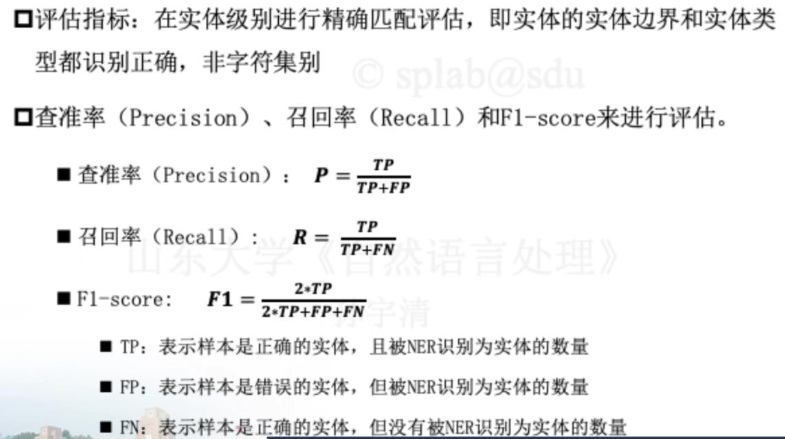 评估指标：在实体级别进行精确匹配评估，即实体的实体边界和实体类
型都识别正确，非字符集别
© splab@sdu
查准率（Precision）、召回率（Recall）和F1-score来进行评估。
查准率（Precision）： P = TP / TP+FP
召回率（Recall）： R = TP / TP+FN
山东大学《自然语言处理》
F1-score: F1 = 2*TP / 2*TP+FP+FN
宇清
TP：表示样本是正确的实体，且被NER识别为实体的数量
FP：表示样本是错误的实体，但被NER识别为实体的数量
FN：表示样本是正确的实体，但没有被NER识别为实体的数量